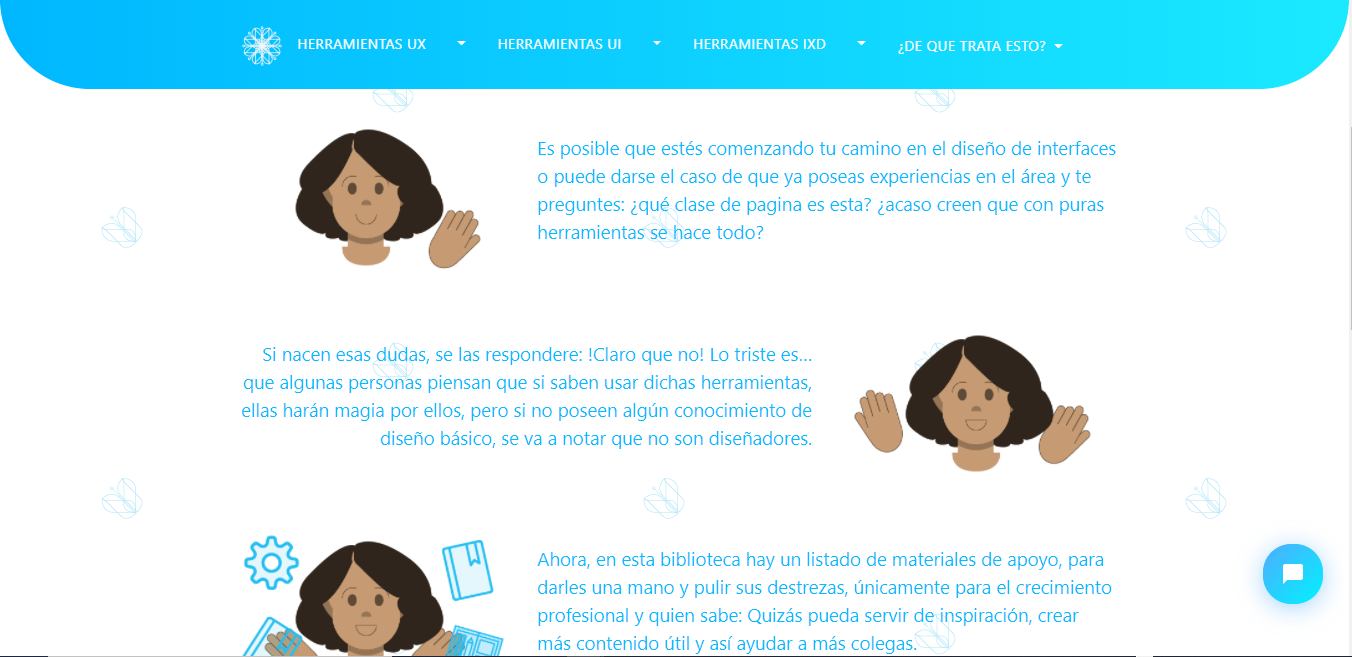 HERRAMIENTAS UX HERRAMIENTAS UI HERRAMIENTAS IXD ¿DE QUE TRATA ESTO?
Es posible que estés comenzando tu camino en el diseño de interfaces
o puede darse el caso de que ya poseas experiencias en el área y te
preguntes: ¿qué clase de pagina es esta? ¿acaso creen que con puras
herramientas se hace todo?
Si nacen esas dudas, se las respondere: !Claro que no! Lo triste es...
que algunas personas piensan que si saben usar dichas herramientas,
ellas harán magia por ellos, pero si no poseen algún conocimiento de
diseño básico, se va a notar que no son diseñadores.
Ahora, en esta biblioteca hay un listado de materiales de apoyo, para
darles una mano y pulir sus destrezas, únicamente para el crecimiento
profesional y quien sabe: Quizás pueda servir de inspiración, crear
más contenido útil y así ayudar a más colegas.